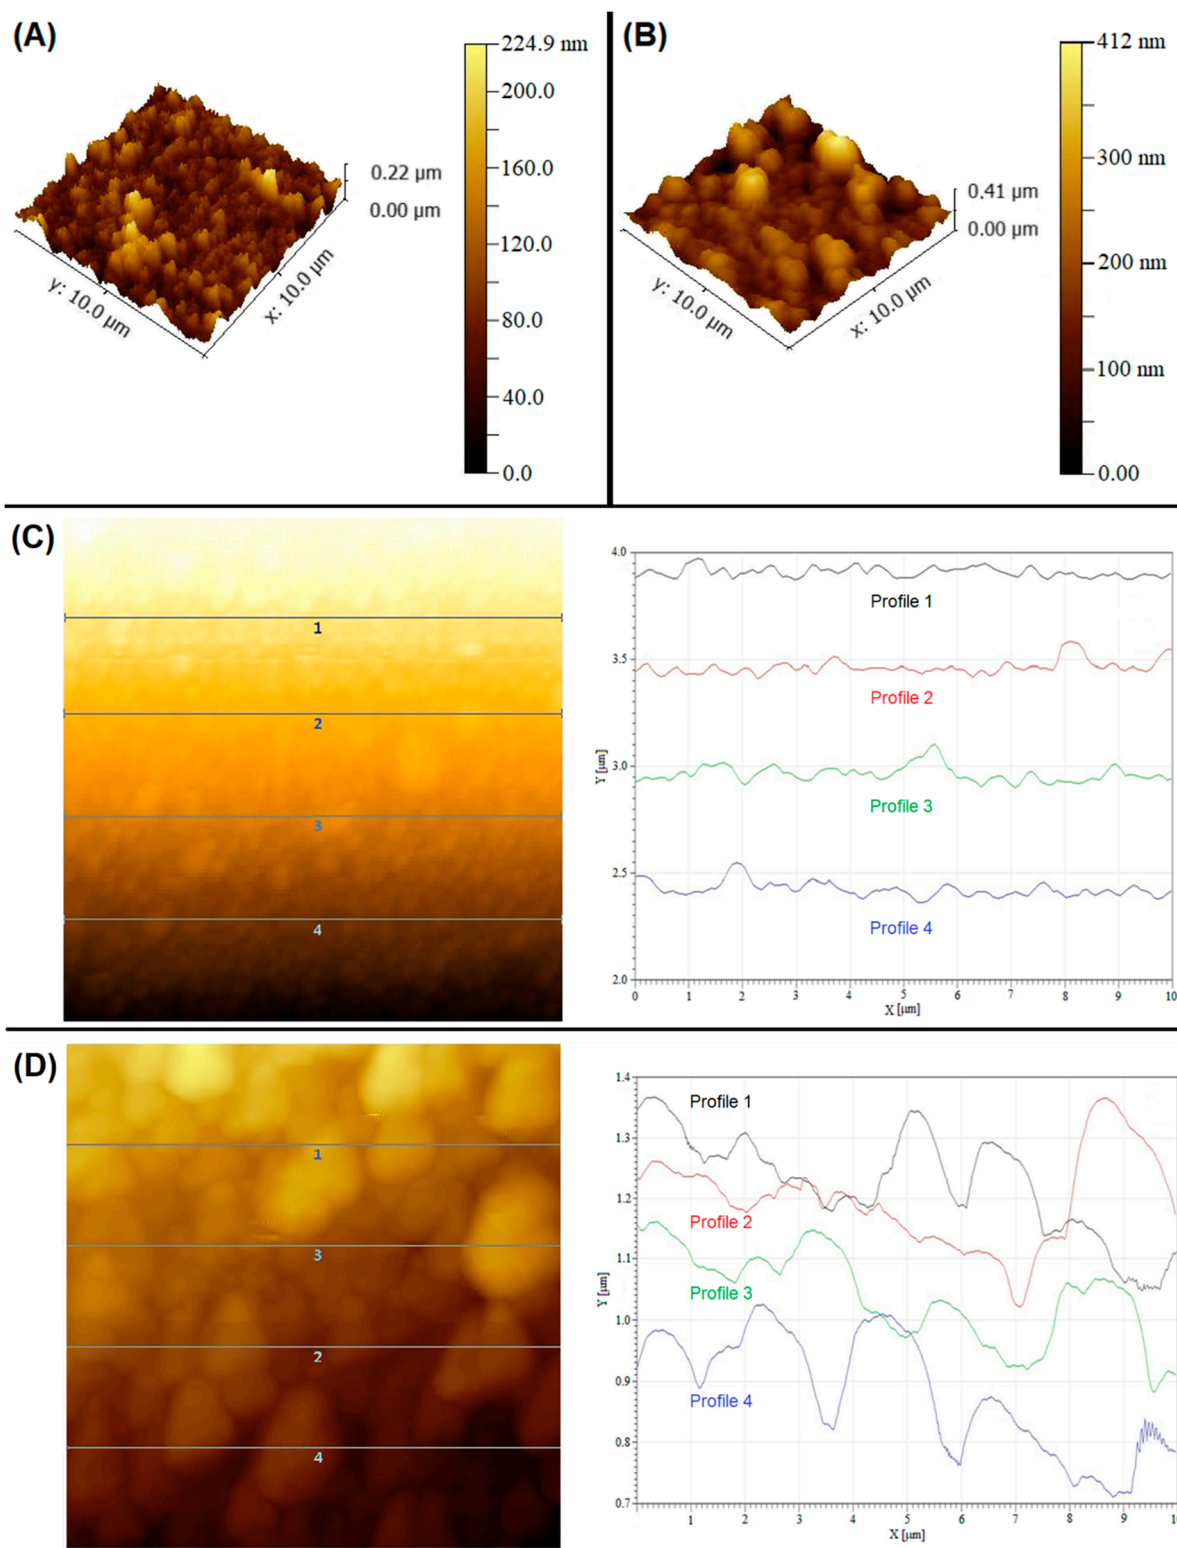 (A)
224.9 nm
200.0
160.0
120.0
80.0
40.0
0.0
0.22 µm
0.00 µm
y: 10.0 µm
x: 10.0 µm
(B)
412 nm
300 nm
200 nm
100 nm
0.00
0.41 µm
0.00 µm
y: 10.0 µm
x: 10.0 µm
(C)
1
2
3
4
4.0
3.5
3.0
2.5
2.0
Y [µm]
Profile 1
Profile 2
Profile 3
Profile 4
0 1 2 3 4 5 6 7 8 9 10
X [µm]
(D)
1
3
2
4
1.4
1.3
1.2
1.1
1.0
0.9
0.8
0.7
Y [µm]
Profile 1
Profile 2
Profile 3
Profile 4
1 2 3 4 5 6 7 8 9 1
X [µm]